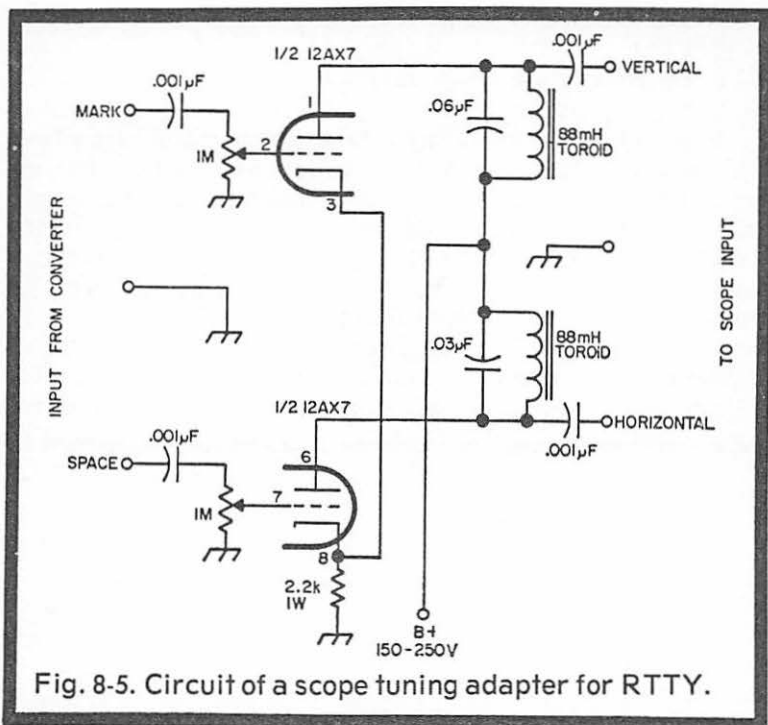 1/2 12AX7
.001µF
VERTICAL
.001µF
MARK
1
.06µF
88mH
TOROID
1M
2
3
INPUT FROM CONVERTER
TO SCOPE INPUT
.03µF
88mH
TOROID
1/2 12AX7
HORIZONTAL
.001µF
.001µF
SPACE
6
1M
7
8
2.2k
1W
B+
150-250V
Fig. 8-5. Circuit of a scope tuning adapter for RTTY.